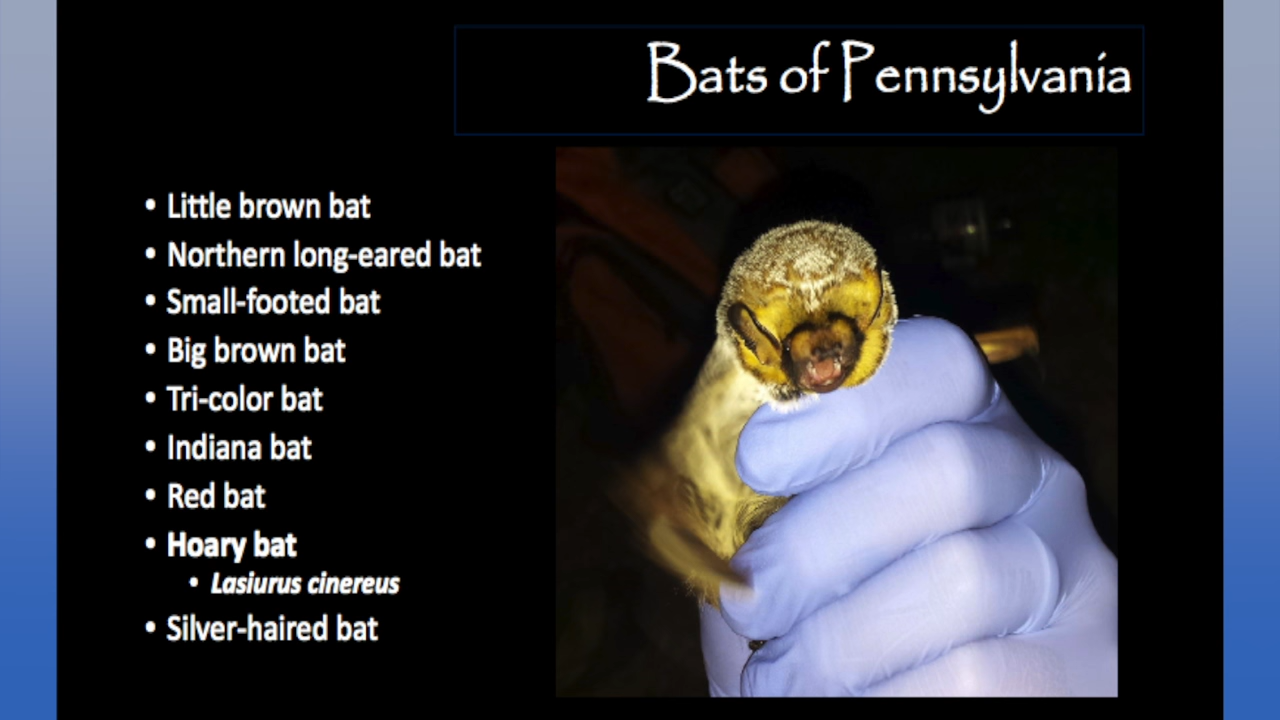 Bats of Pennsylvania
• Little brown bat
• Northern long-eared bat
• Small-footed bat
• Big brown bat
• Tri-color bat
• Indiana bat
• Red bat
• Hoary bat
• Lasiurus cinereus
• Silver-haired bat